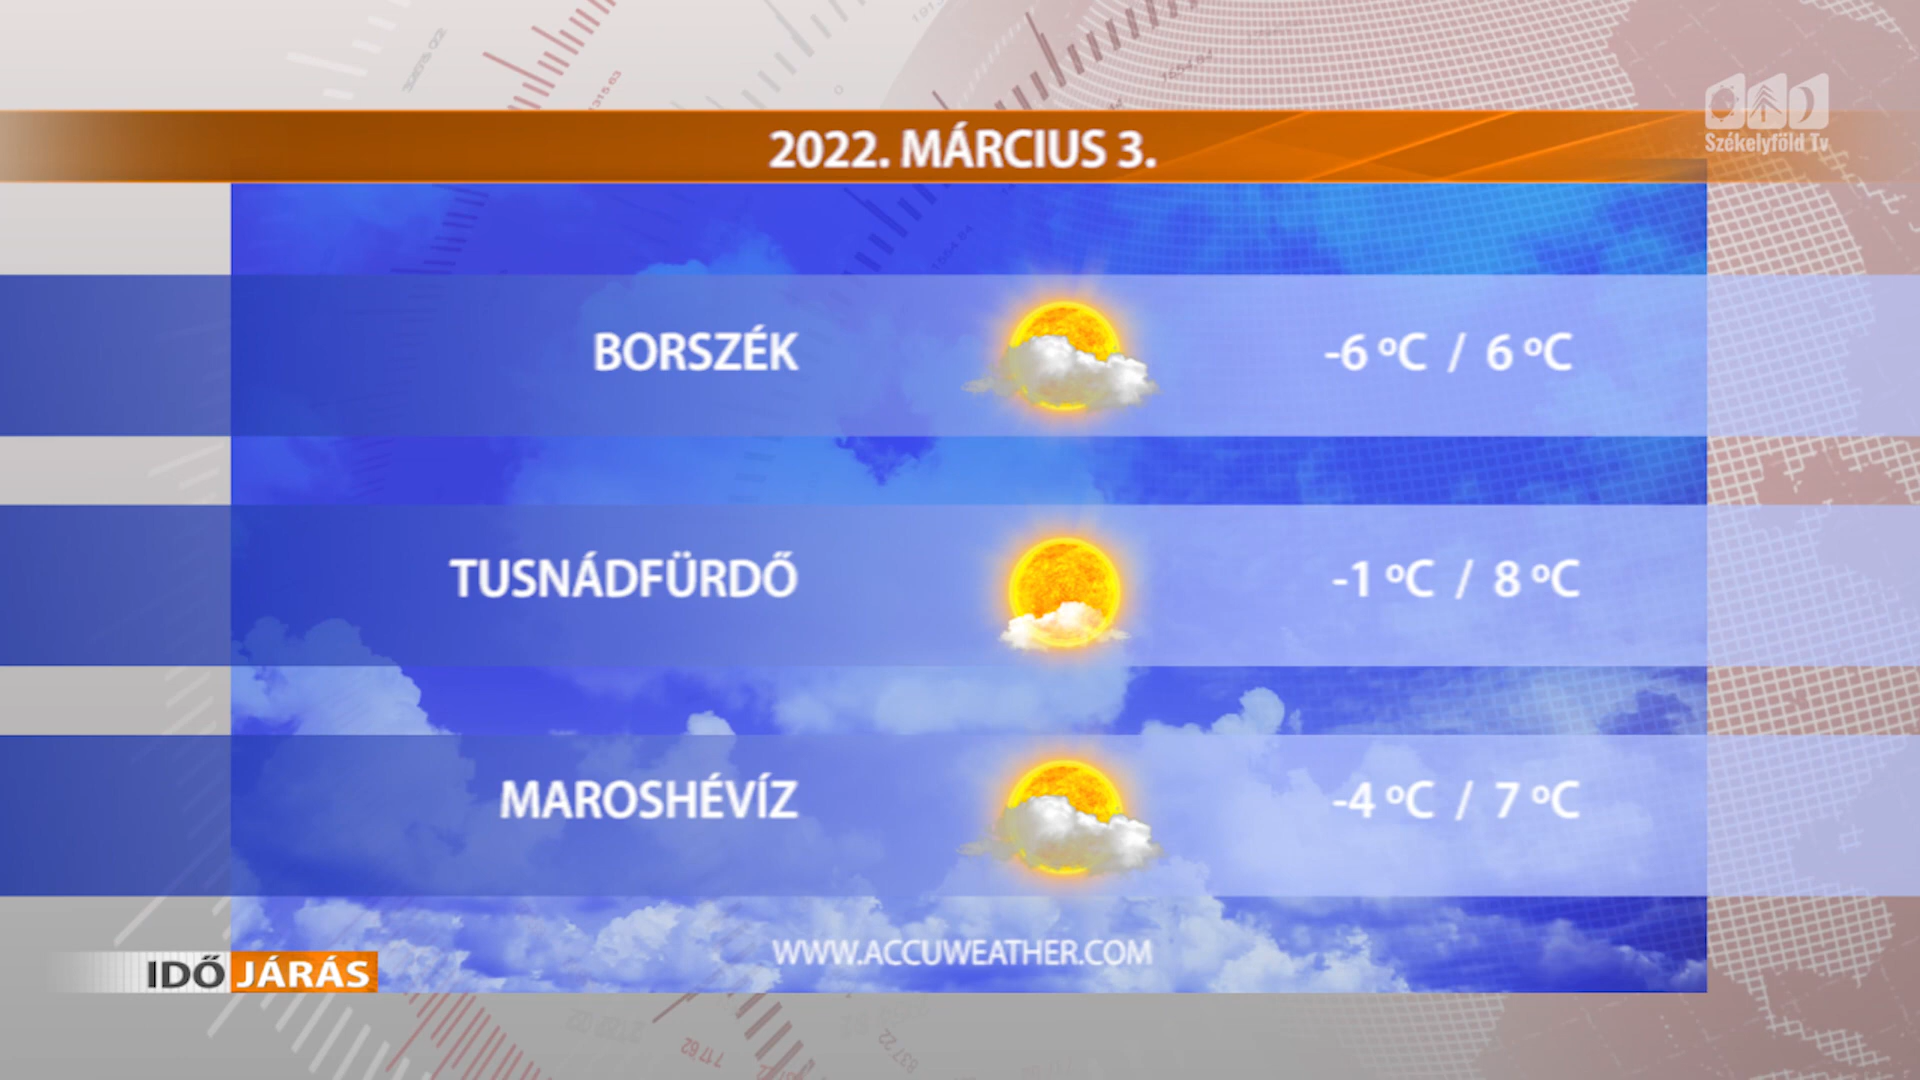 2022. MÁRCIUS 3.
Székelyföld Tv
BORSZÉK -6 ºC / 6 ºC
TUSNÁDFÜRDŐ -1 ºC / 8 ºC
MAROSHÉVÍZ -4 ºC / 7 ºC
WWW.ACCUWEATHER.COM
IDŐJÁRÁS